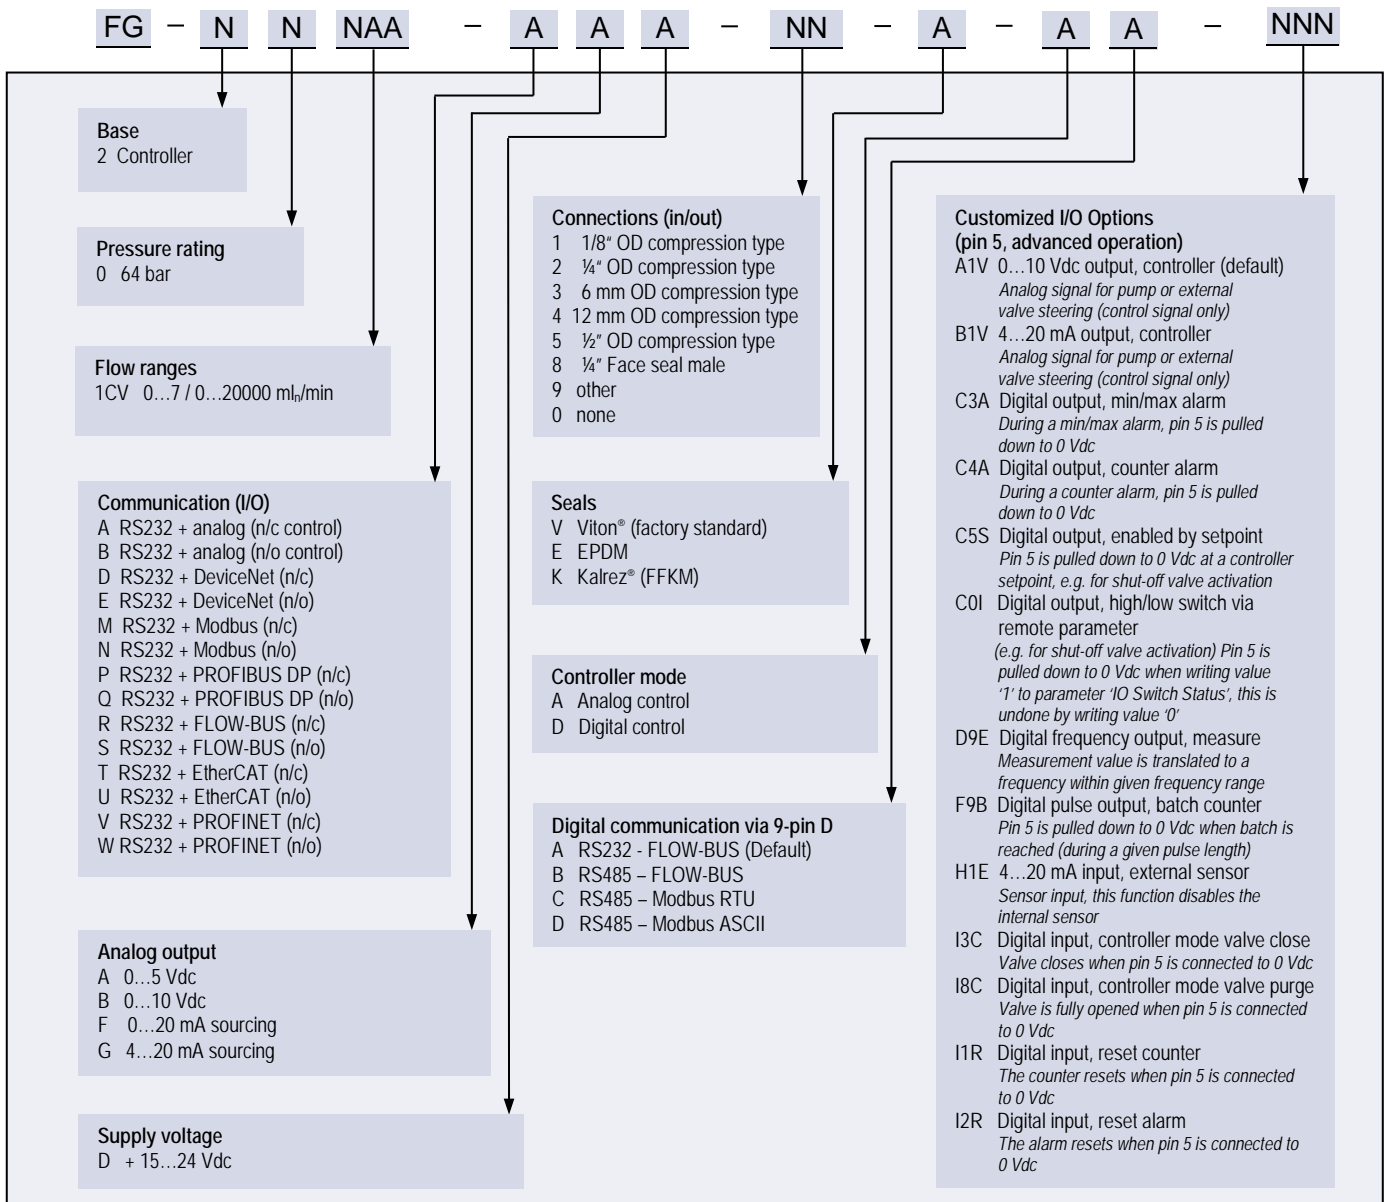 FG – N N NAA – A A A – NN – A – A A – NNN
Base
2 Controller
Pressure rating
0 64 bar
Flow ranges
1CV 0…7 / 0…20000 mlₙ/min
Communication (I/O)
A RS232 + analog (n/c control)
B RS232 + analog (n/o control)
D RS232 + DeviceNet (n/c)
E RS232 + DeviceNet (n/o)
M RS232 + Modbus (n/c)
N RS232 + Modbus (n/o)
P RS232 + PROFIBUS DP (n/c)
Q RS232 + PROFIBUS DP (n/o)
R RS232 + FLOW-BUS (n/c)
S RS232 + FLOW-BUS (n/o)
T RS232 + EtherCAT (n/c)
U RS232 + EtherCAT (n/o)
V RS232 + PROFINET (n/c)
W RS232 + PROFINET (n/o)
Analog output
A 0…5 Vdc
B 0…10 Vdc
F 0…20 mA sourcing
G 4…20 mA sourcing
Supply voltage
D + 15…24 Vdc
Connections (in/out)
1 1/8" OD compression type
2 ¼" OD compression type
3 6 mm OD compression type
4 12 mm OD compression type
5 ½" OD compression type
8 ¼" Face seal male
9 other
0 none
Seals
V Viton® (factory standard)
E EPDM
K Kalrez® (FFKM)
Controller mode
A Analog control
D Digital control
Digital communication via 9-pin D
A RS232 - FLOW-BUS (Default)
B RS485 – FLOW-BUS
C RS485 – Modbus RTU
D RS485 – Modbus ASCII
Customized I/O Options
(pin 5, advanced operation)
A1V 0…10 Vdc output, controller (default)
Analog signal for pump or external
valve steering (control signal only)
B1V 4…20 mA output, controller
Analog signal for pump or external
valve steering (control signal only)
C3A Digital output, min/max alarm
During a min/max alarm, pin 5 is pulled
down to 0 Vdc
C4A Digital output, counter alarm
During a counter alarm, pin 5 is pulled
down to 0 Vdc
C5S Digital output, enabled by setpoint
Pin 5 is pulled down to 0 Vdc at a controller
setpoint, e.g. for shut-off valve activation
C0I Digital output, high/low switch via
remote parameter
(e.g. for shut-off valve activation) Pin 5 is
pulled down to 0 Vdc when writing value
‘1’ to parameter ‘IO Switch Status’, this is
undone by writing value ‘0’
D9E Digital frequency output, measure
Measurement value is translated to a
frequency within given frequency range
F9B Digital pulse output, batch counter
Pin 5 is pulled down to 0 Vdc when batch is
reached (during a given pulse length)
H1E 4…20 mA input, external sensor
Sensor input, this function disables the
internal sensor
I3C Digital input, controller mode valve close
Valve closes when pin 5 is connected to 0 Vdc
I8C Digital input, controller mode valve purge
Valve is fully opened when pin 5 is connected
to 0 Vdc
I1R Digital input, reset counter
The counter resets when pin 5 is connected
to 0 Vdc
I2R Digital input, reset alarm
The alarm resets when pin 5 is connected to
0 Vdc